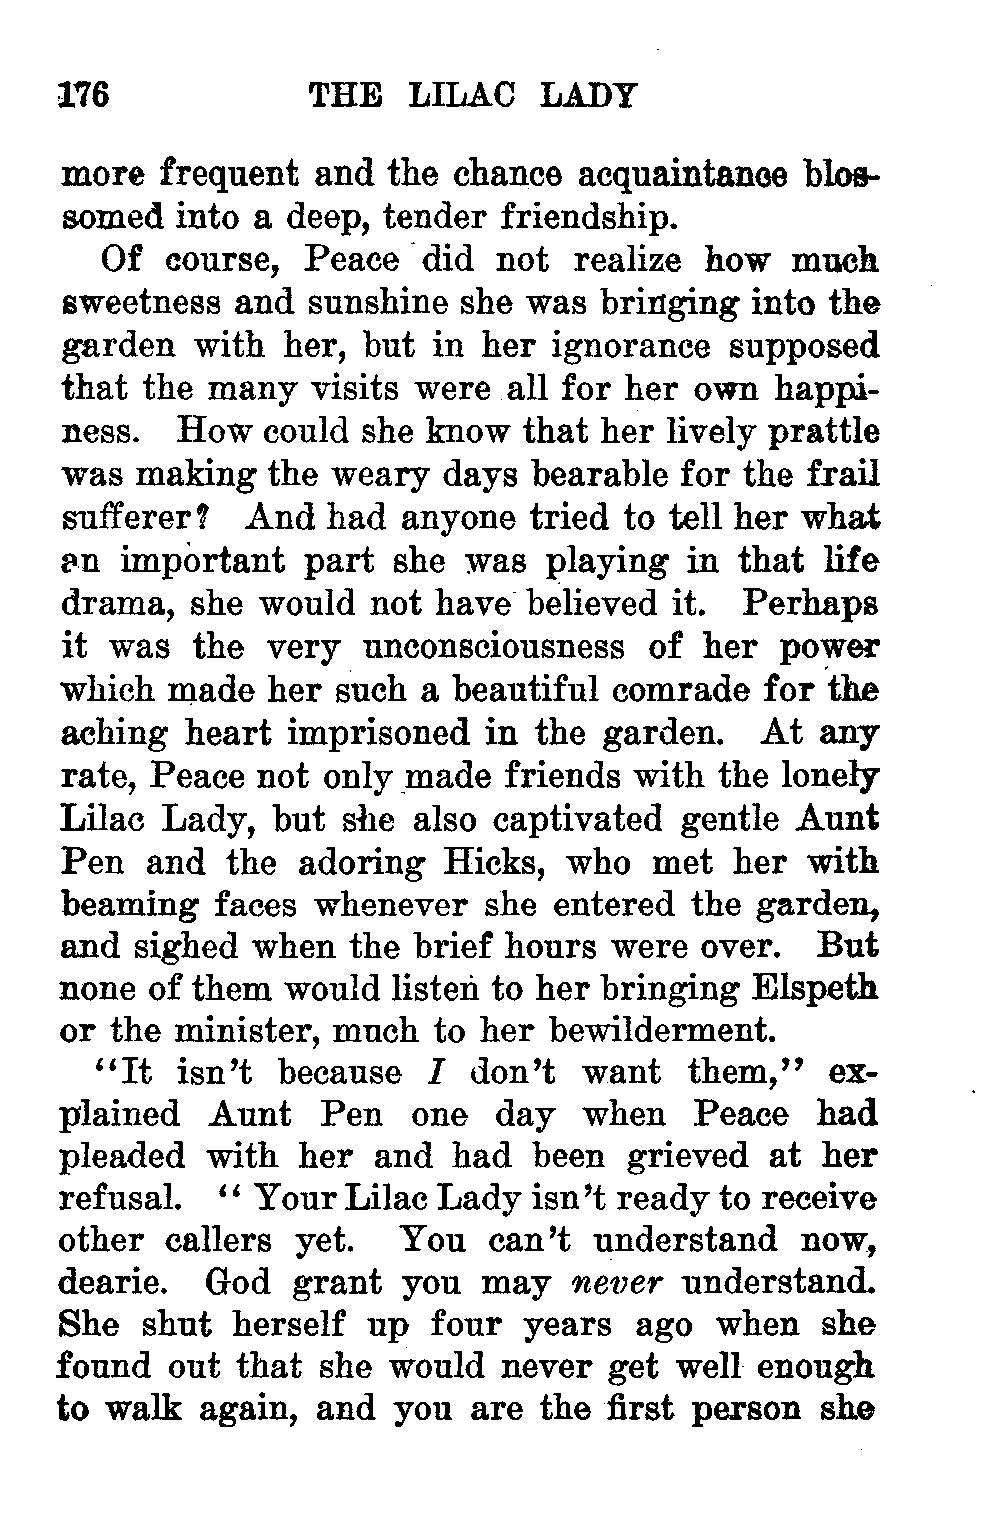 176 THE LILAC LADY
more frequent and the chance acquaintance blos-
somed into a deep, tender friendship.
Of course, Peace did not realize how much
sweetness and sunshine she was bringing into the
garden with her, but in her ignorance supposed
that the many visits were all for her own happi-
ness. How could she know that her lively prattle
was making the weary days bearable for the frail
sufferer? And had anyone tried to tell her what
an important part she was playing in that life
drama, she would not have believed it. Perhaps
it was the very unconsciousness of her power
which made her such a beautiful comrade for the
aching heart imprisoned in the garden. At any
rate, Peace not only made friends with the lonely
Lilac Lady, but she also captivated gentle Aunt
Pen and the adoring Hicks, who met her with
beaming faces whenever she entered the garden,
and sighed when the brief hours were over. But
none of them would listen to her bringing Elspeth
or the minister, much to her bewilderment.
“It isn’t because I don’t want them,” ex-
plained Aunt Pen one day when Peace had
pleaded with her and had been grieved at her
refusal. “Your Lilac Lady isn’t ready to receive
other callers yet. You can’t understand now,
dearie. God grant you may never understand.
She shut herself up four years ago when she
found out that she would never get well enough
to walk again, and you are the first person she